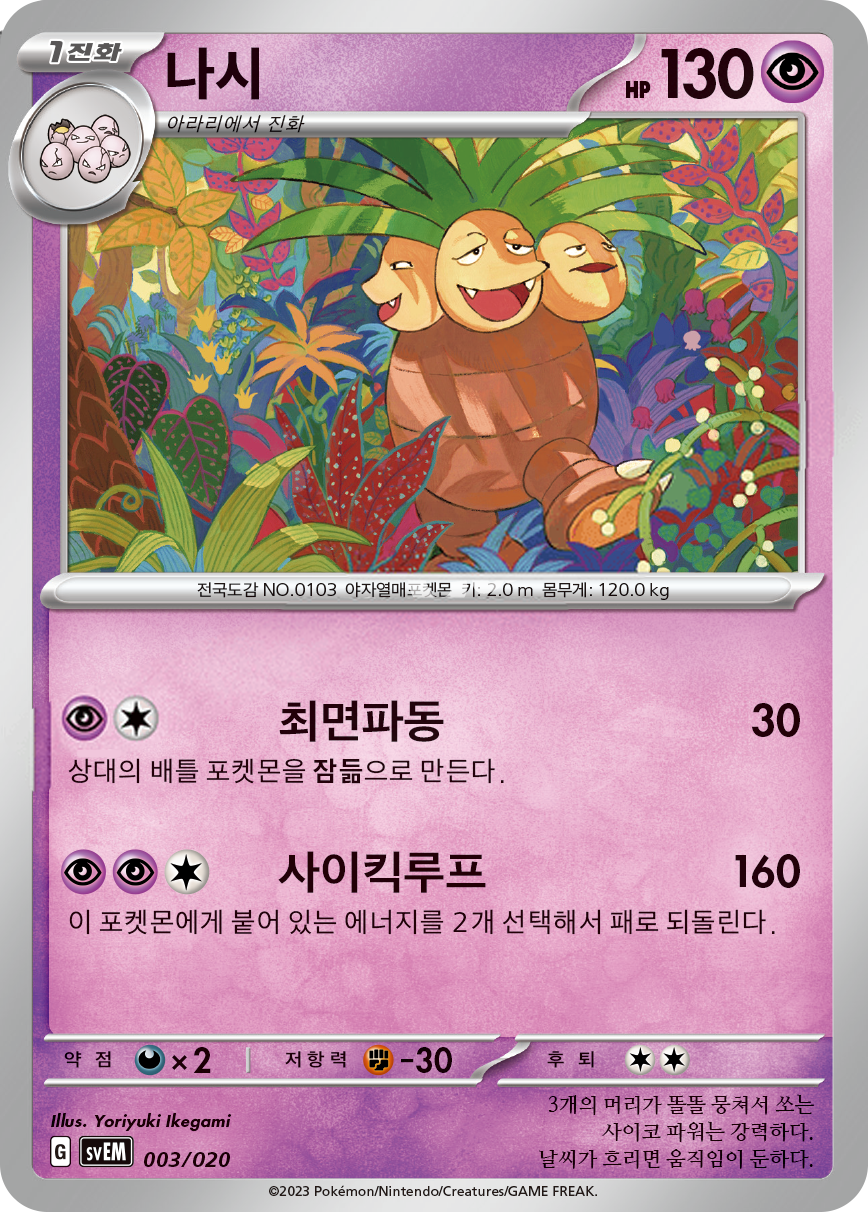 1진화
나시
HP 130
아라리에서 진화
전국도감 NO.0103 야자열매포켓몬 키: 2.0 m 몸무게: 120.0 kg
최면파동 30
상대의 배틀 포켓몬을 잠듦으로 만든다.
사이킥루프 160
이 포켓몬에게 붙어 있는 에너지를 2개 선택해서 패로 되돌린다.
약점 ×2 저항력 -30 후퇴
3개의 머리가 똘똘 뭉쳐서 쏘는
사이코 파워는 강력하다.
날씨가 흐리면 움직임이 둔하다.
Illus. Yoriyuki Ikegami
G svEM 003/020
©2023 Pokémon/Nintendo/Creatures/GAME FREAK.